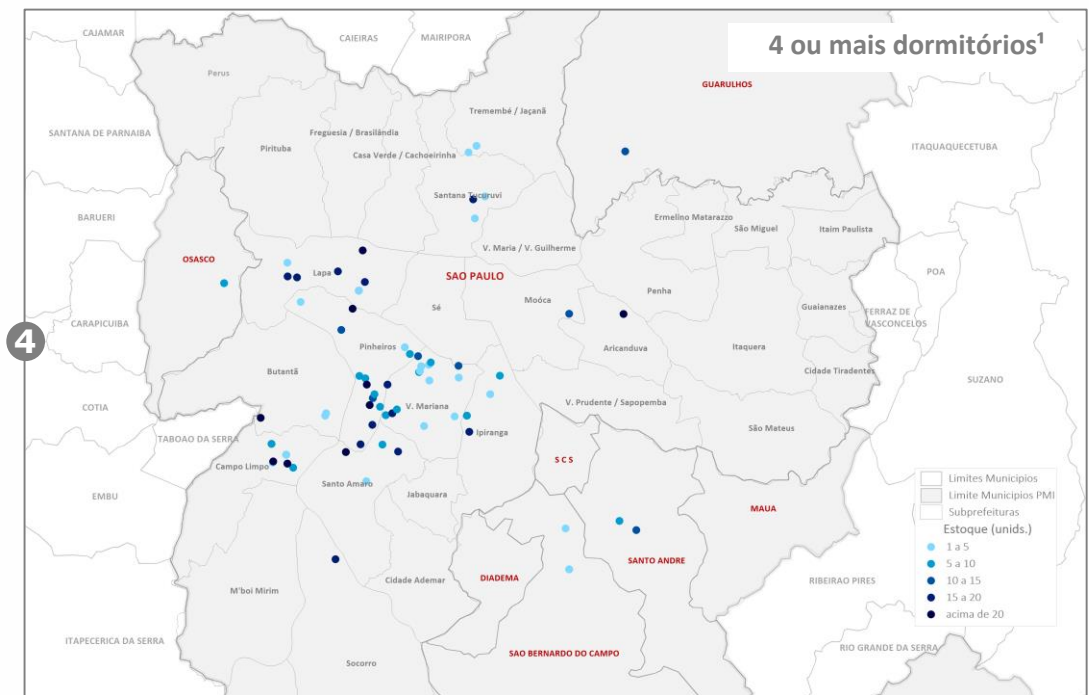 4 ou mais dormitórios¹
CAJAMAR
CAIEIRAS
MAIRIPORA
Perus
GUARULHOS
Tremembé / Jaçanã
SANTANA DE PARNAIBA
Freguesia / Brasilândia
Pirituba
Casa Verde / Cachoeirinha
ITAQUAQUECETUBA
Santana Tucuruvi
BARUERI
Ermelino Matarazzo
São Miguel
Itaim Paulista
V. Maria / V. Guilherme
OSASCO
Lapa
SAO PAULO
POA
Penha
Moóca
Sé
Guaianazes
FERRAZ DE
VASCONCELOS
CARAPICUIBA
4
Pinheiros
Aricanduva
Itaquera
Butantã
Cidade Tiradentes
SUZANO
COTIA
V. Mariana
V. Prudente / Sapopemba
Ipiranga
São Mateus
TABOAO DA SERRA
S C S
Campo Limpo
Santo Amaro
Jabaquara
EMBU
MAUA
Limites Municipios
Limite Municipios PMI
Subprefeituras
Estoque (unids.)
1 a 5
5 a 10
10 a 15
15 a 20
acima de 20
SANTO ANDRE
DIADEMA
Cidade Ademar
RIBEIRAO PIRES
M'boi Mirim
ITAPECERICA DA SERRA
SAO BERNARDO DO CAMPO
RIO GRANDE DA SERRA
Socorro